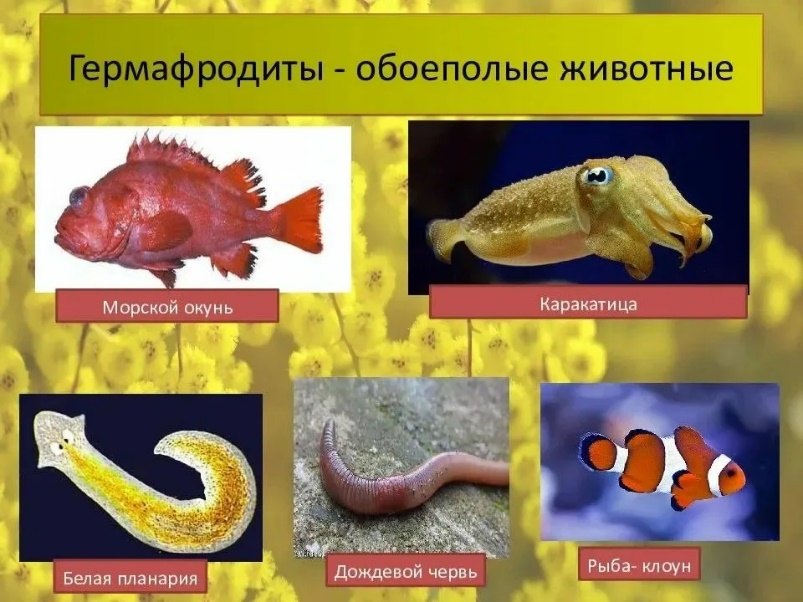 Гермафродиты - обоеполые животные
Морской окунь
Каракатица
Белая планария
Дождевой червь
Рыба- клоун